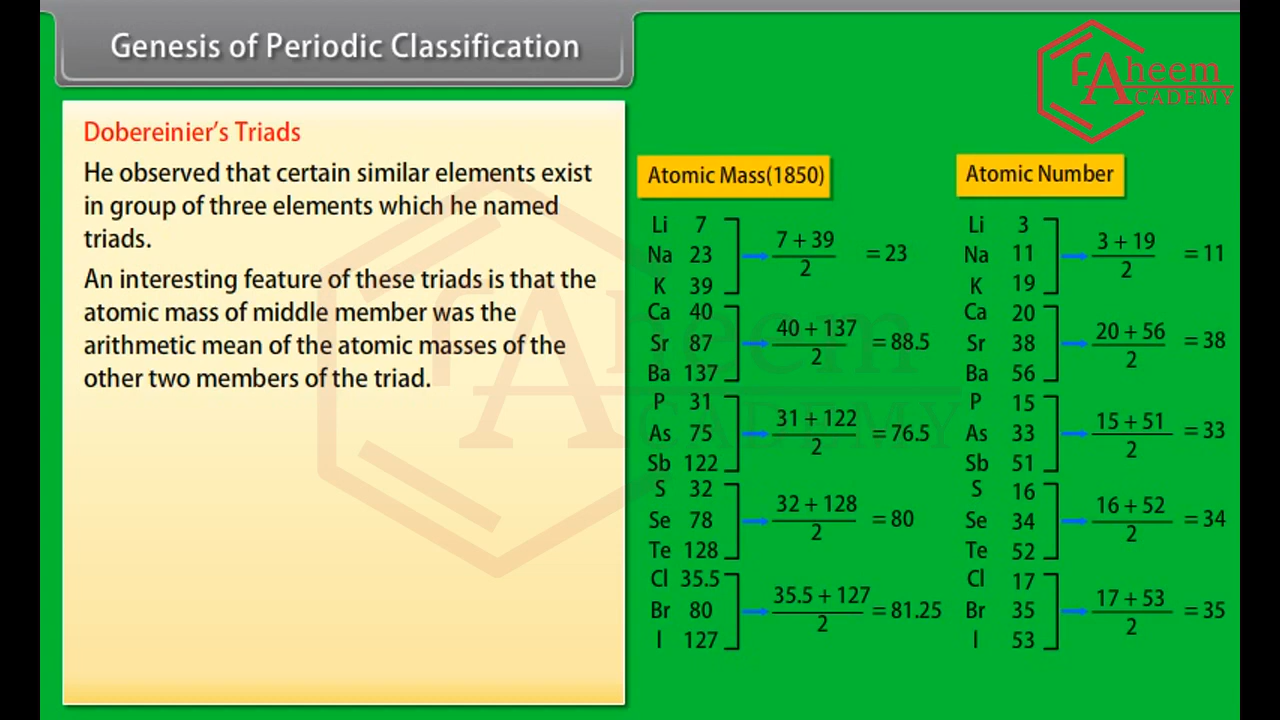 Genesis of Periodic Classification
Faheem
ACADEMY
Dobereinier's Triads
He observed that certain similar elements exist
in group of three elements which he named
triads.
An interesting feature of these triads is that the
atomic mass of middle member was the
arithmetic mean of the atomic masses of the
other two members of the triad.
Atomic Mass(1850)
Li 7
Na 23
K 39
7 + 39
2
= 23
Ca 40
Sr 87
Ba 137
40 + 137
2
= 88.5
P 31
As 75
Sb 122
31 + 122
2
= 76.5
S 32
Se 78
Te 128
32 + 128
2
= 80
Cl 35.5
Br 80
I 127
35.5 + 127
2
= 81.25
Atomic Number
Li 3
Na 11
K 19
3 + 19
2
= 11
Ca 20
Sr 38
Ba 56
20 + 56
2
= 38
P 15
As 33
Sb 51
15 + 51
2
= 33
S 16
Se 34
Te 52
16 + 52
2
= 34
Cl 17
Br 35
I 53
17 + 53
2
= 35
Faheem
ACADEMY